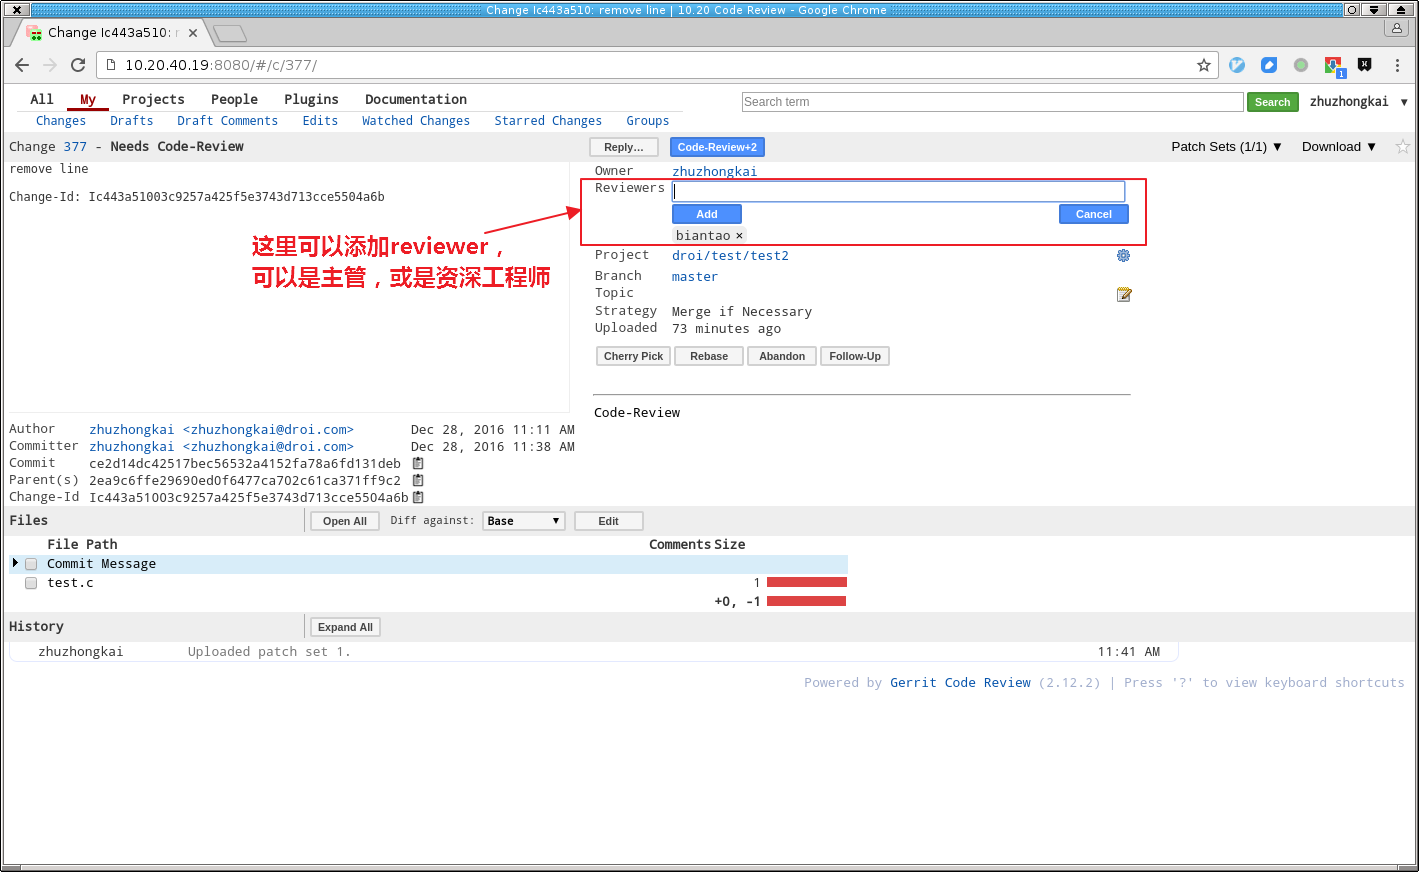 Change Ic443a510: remove line | 10.20 Code Review - Google Chrome
Change Ic443a510: r
10.20.40.19:8080/#/c/377/
1
All My Projects People Plugins Documentation
Search term Search zhuzhongkai ▼
Changes Drafts Draft Comments Edits Watched Changes Starred Changes Groups
Change 377 - Needs Code-Review Reply… Code-Review+2 Patch Sets (1/1) ▼ Download ▼
remove line
Change-Id: Ic443a51003c9257a425f5e3743d713cce5504a6b
Owner zhuzhongkai
Reviewers
Add Cancel
biantao ×
这里可以添加reviewer，
可以是主管，或是资深工程师
Project droi/test/test2
Branch master
Topic
Strategy Merge if Necessary
Uploaded 73 minutes ago
Cherry Pick Rebase Abandon Follow-Up
Code-Review
Author zhuzhongkai <zhuzhongkai@droi.com> Dec 28, 2016 11:11 AM
Committer zhuzhongkai <zhuzhongkai@droi.com> Dec 28, 2016 11:38 AM
Commit ce2d14dc42517bec56532a4152fa78a6fd131deb
Parent(s) 2ea9c6ffe29690ed0f6477ca702c61ca371ff9c2
Change-Id Ic443a51003c9257a425f5e3743d713cce5504a6b
Files Open All Diff against: Base ▼ Edit
File Path Comments Size
Commit Message
test.c 1
+0, -1
History Expand All
zhuzhongkai Uploaded patch set 1. 11:41 AM
Powered by Gerrit Code Review (2.12.2) | Press '?' to view keyboard shortcuts